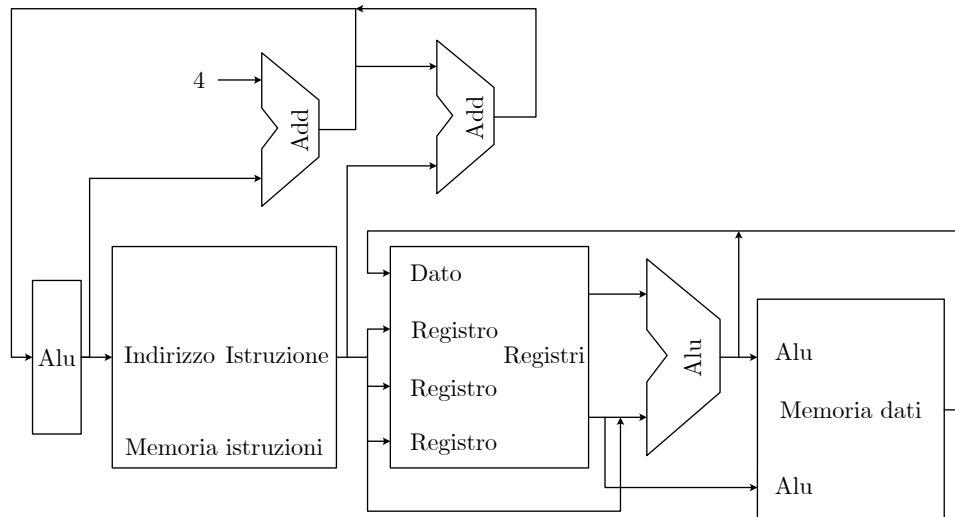 4
Add
Add
Dato
Registro
Alu
Indirizzo Istruzione
Registri
Alu
Alu
Registro
Memoria dati
Registro
Memoria istruzioni
Alu